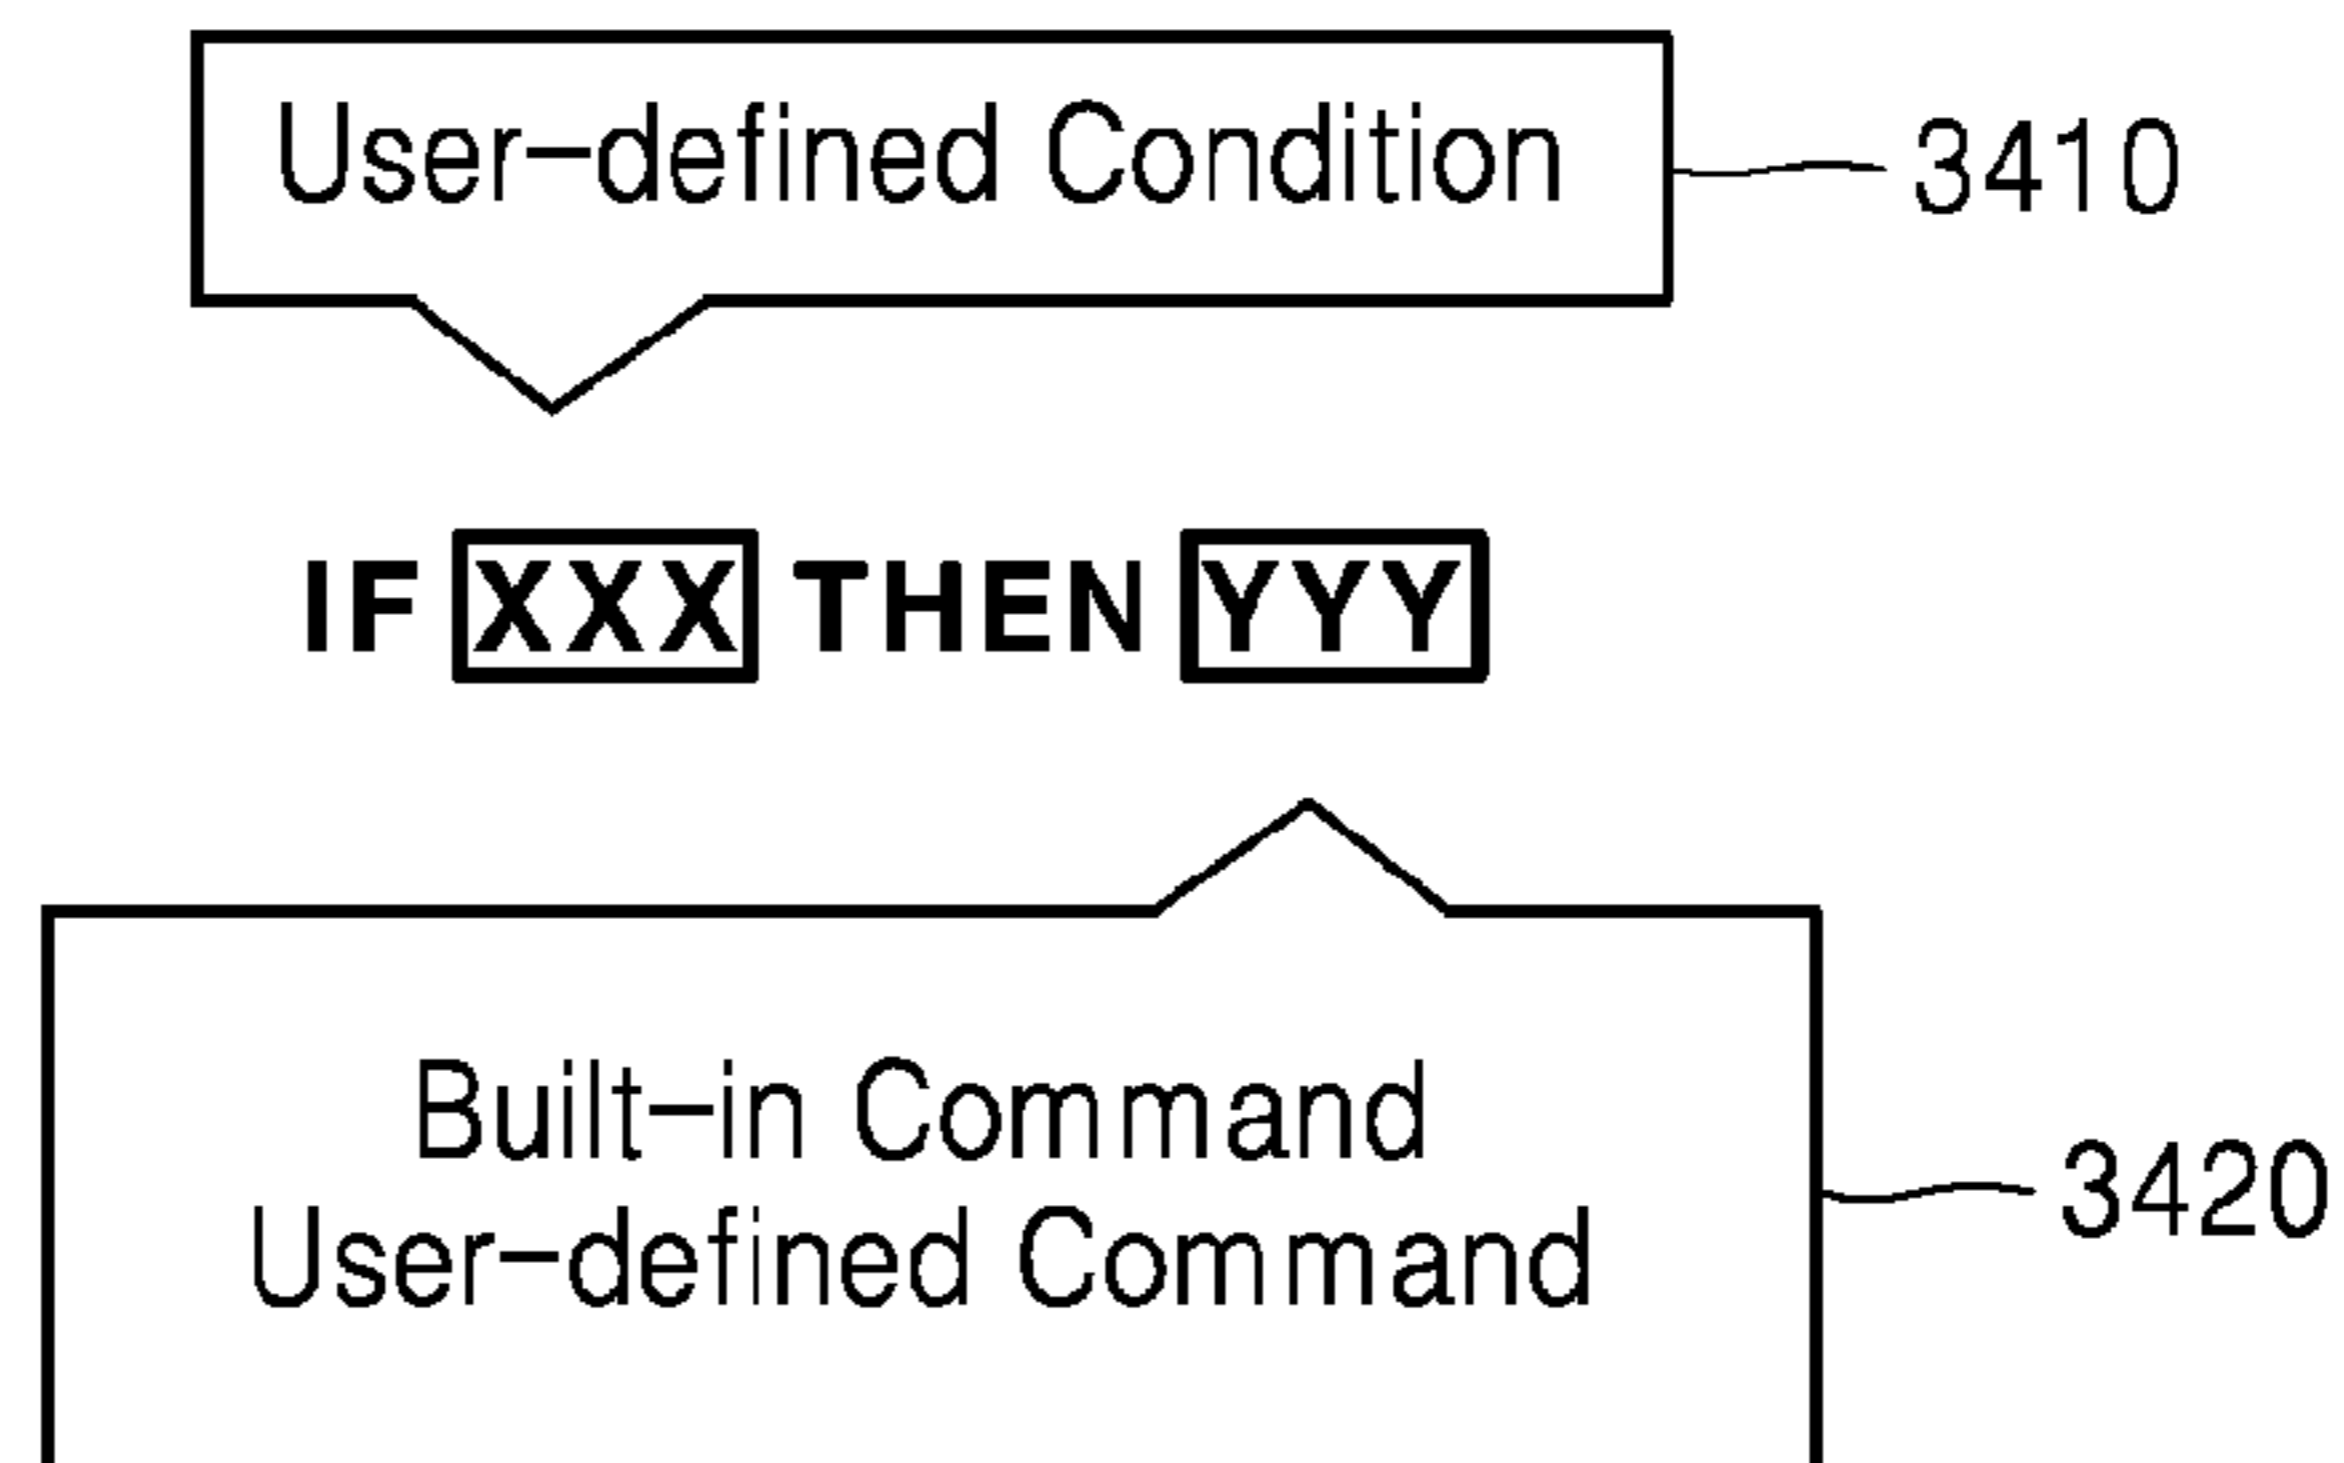 User-defined Condition
3410
IF XXX THEN YYY
Built-in Command
User-defined Command
3420